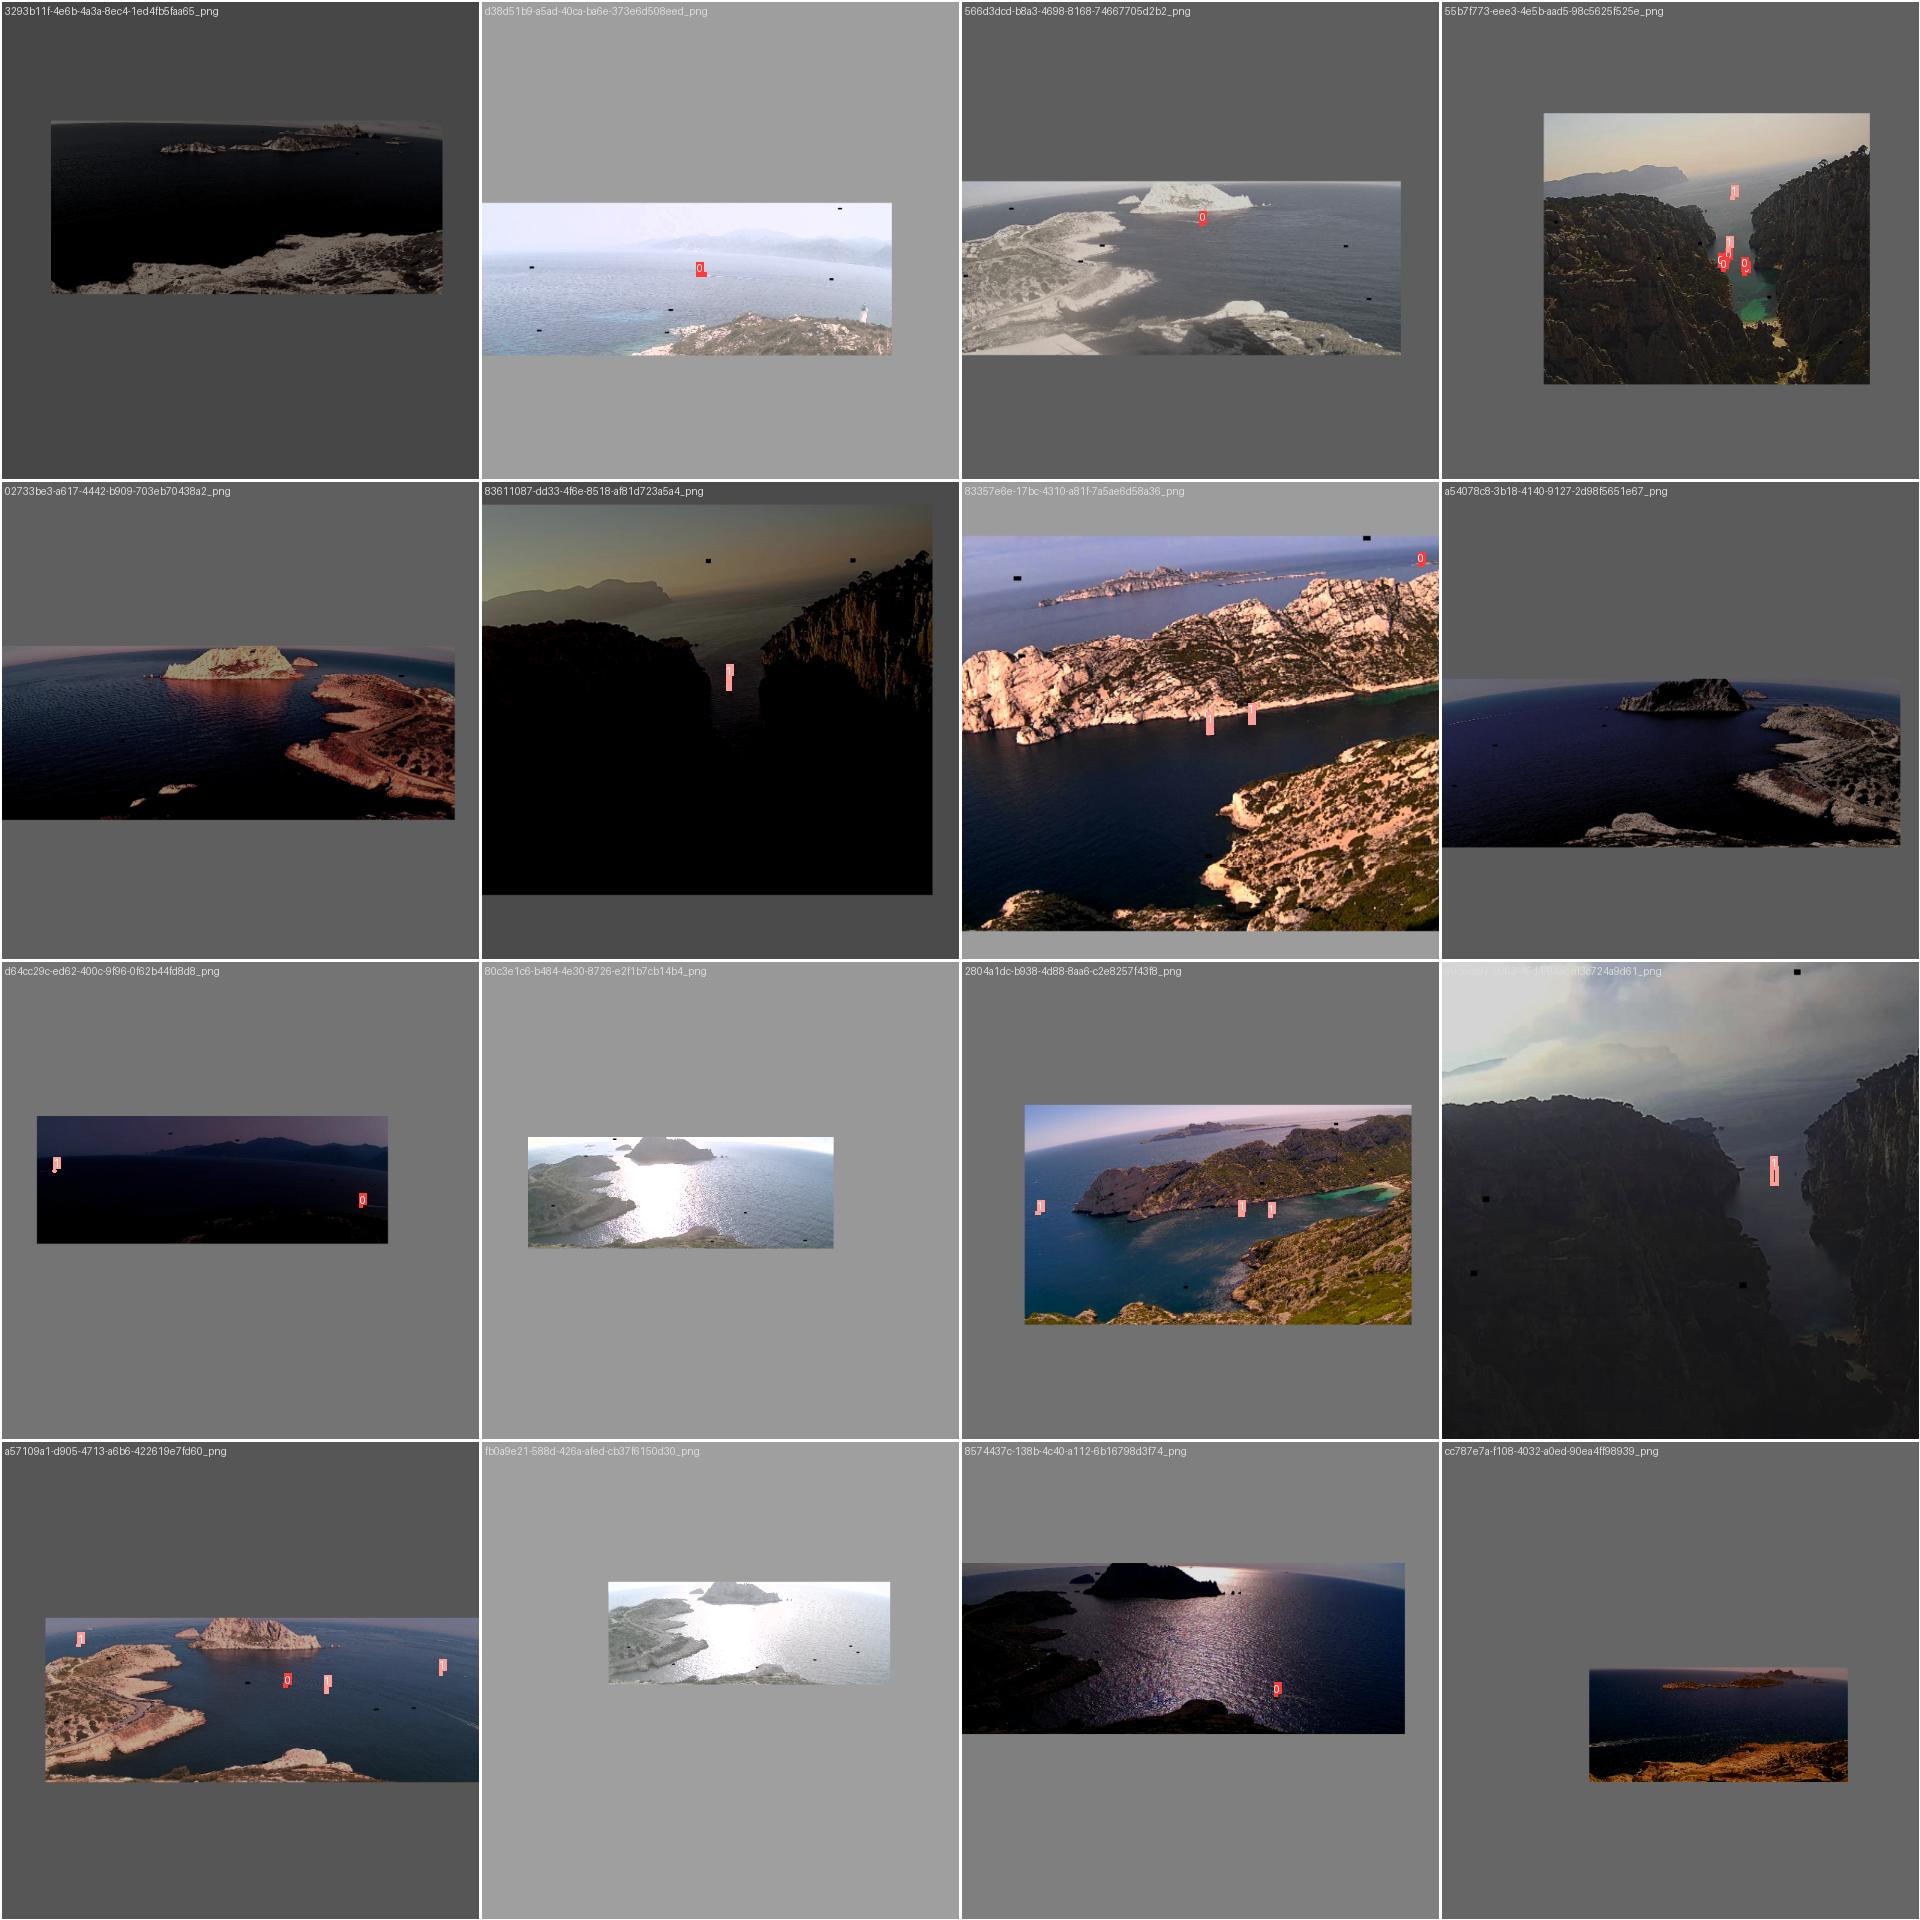 3293b11f-4e6b-4a3a-8ec4-1ed4fb5faa65_png
d38d51b9-a5ad-40ca-ba6e-373e6d508eed_png
566d3dcd-b8a3-4698-8168-74667705d2b2_png
55b7f773-eee3-4e5b-aad5-98c5625f525e_png
0
0
1
1
0
0
0
02733be3-a617-4442-b909-703eb70438a2_png
83611087-dd33-4f6e-8518-af81d723a5a4_png
83357e6e-17bc-4310-a81f-7a5ae6d58a36_png
a54078c8-3b18-4140-9127-2d98f5651e67_png
1
0
1
1
d64cc29c-ed62-400c-9f96-0f62b44fd8d8_png
80c3e1c6-b484-4e30-8726-e2f1b7cb14b4_png
2804a1dc-b938-4d88-8aa6-c2e8257f43f8_png
1
0
1
1
1
1
a57109a1-d905-4713-a6b6-422619e7fd60_png
fb0a9e21-588d-426a-afed-cb37f6150d30_png
8574437c-138b-4c40-a112-6b16798d3f74_png
cc787e7a-f108-4032-a0ed-90ea4ff98939_png
1
0
1
1
0